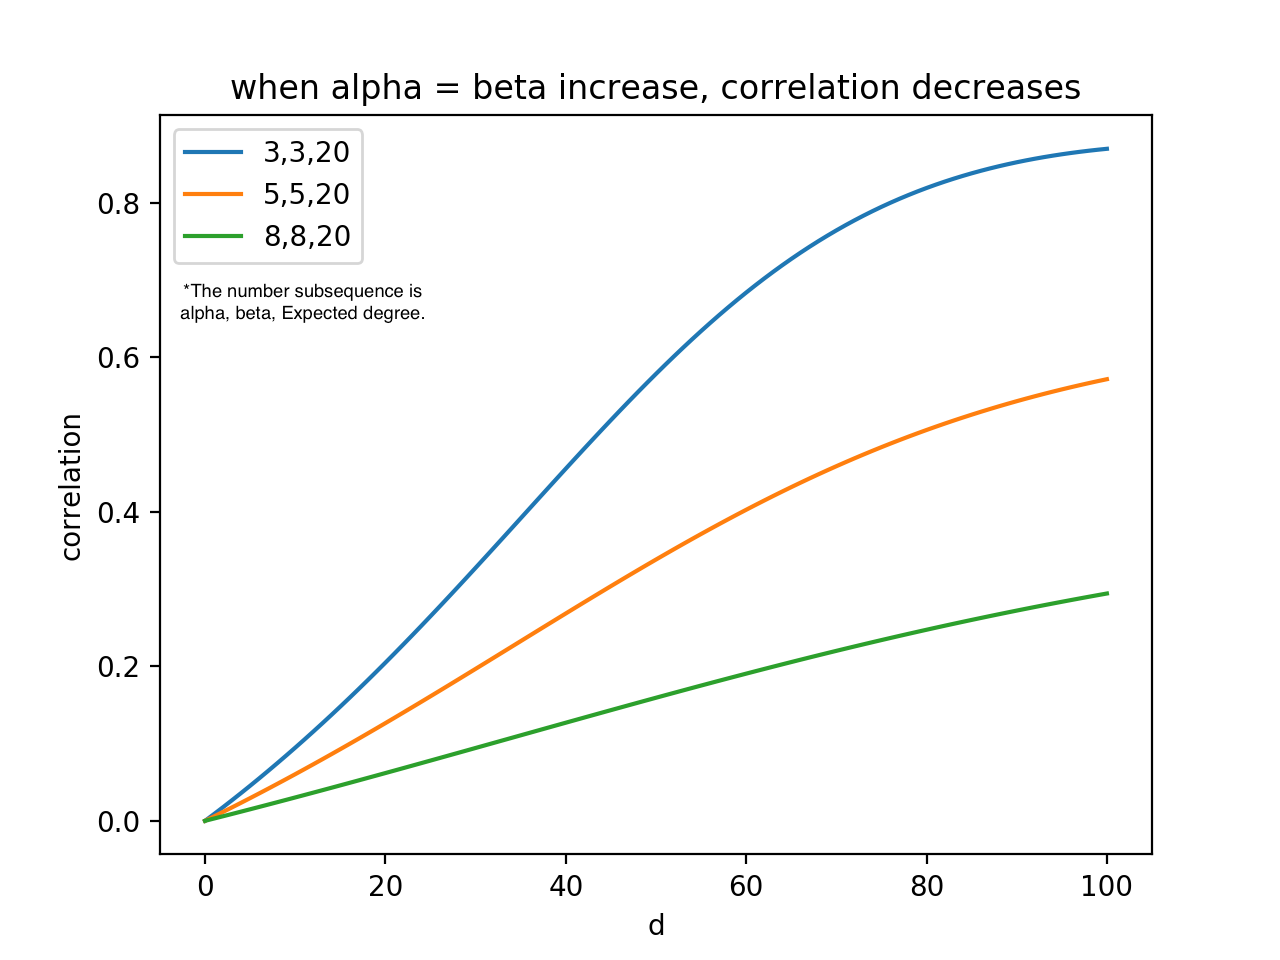 when alpha = beta increase, correlation decreases
3,3,20
5,5,20
8,8,20
*The number subsequence is
alpha, beta, Expected degree.
correlation
0.8
0.6
0.4
0.2
0.0
0 20 40 60 80 100
d